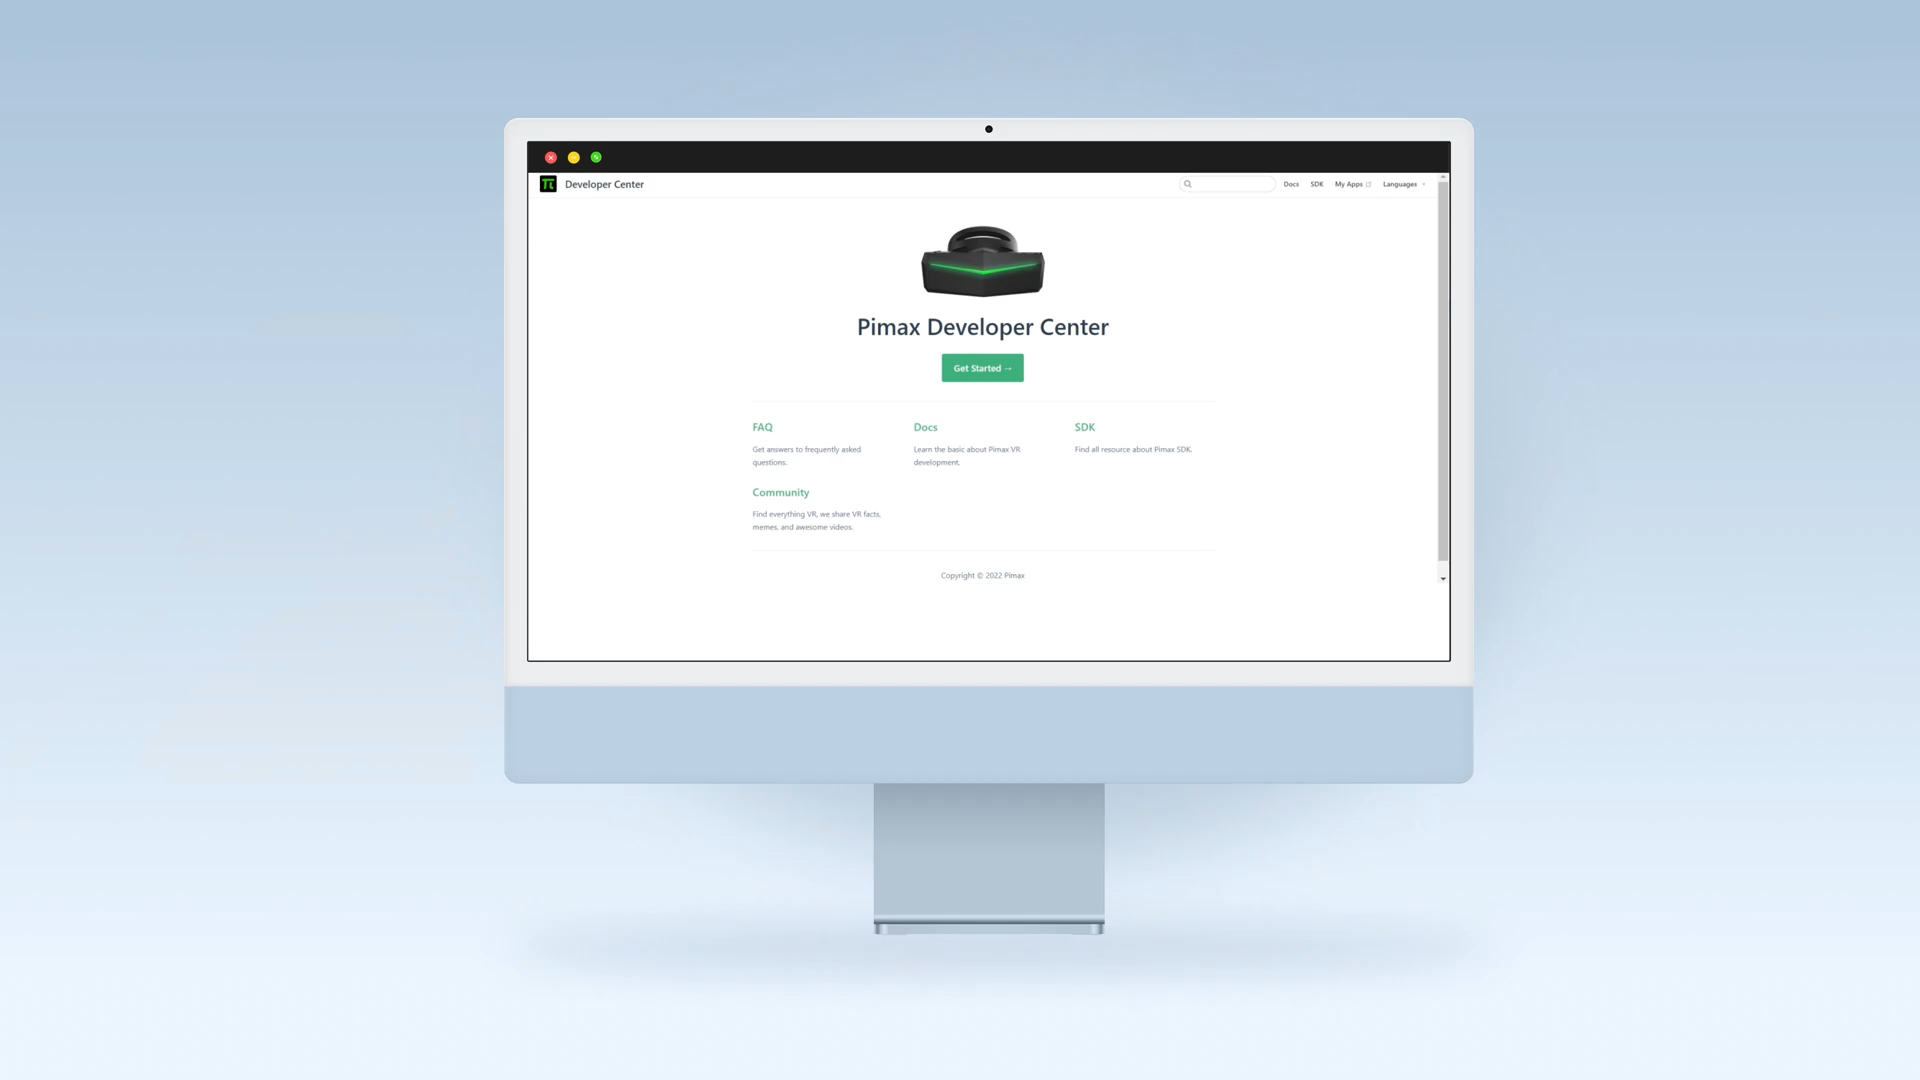 Developer Center
Docs
SDK
My Apps
Languages
Pimax Developer Center
Get Started →
FAQ
Get answers to frequently asked
questions.
Docs
Learn the basic about Pimax VR
development.
SDK
Find all resource about Pimax SDK.
Community
Find everything VR, we share VR facts,
memes, and awesome videos.
Copyright © 2022 Pimax